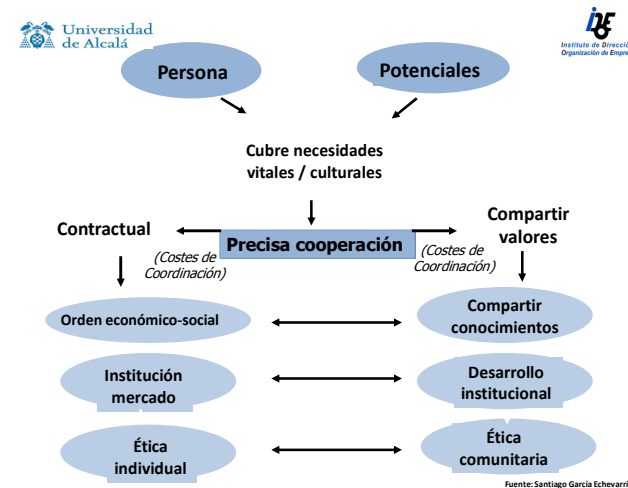 Universidad
de Alcalá
Instituto de Direcció
Organización de Empre
Persona
Potenciales
Cubre necesidades
vitales / culturales
Contractual
Compartir
valores
Precisa cooperación
(Costes de
Coordinación)
(Costes de
Coordinación)
Orden económico-social
Compartir
conocimientos
Institución
mercado
Desarrollo
institucional
Ética
individual
Ética
comunitaria
Fuente: Santiago García Echevarrí